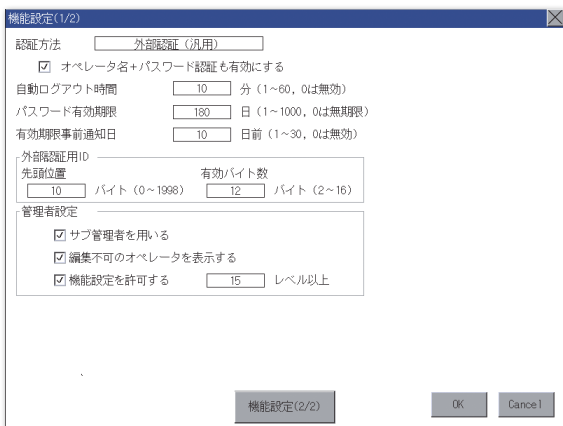 機能設定(1/2)
認証方法 外部認証(汎用)
オペレータ名+パスワード認証も有効にする
自動ログアウト時間 10 分(1~60, 0は無効)
パスワード有効期限 180 日(1~1000, 0は無期限)
有効期限事前通知日 10 日前(1~30, 0は無効)
外部認証用ID
先頭位置 有効バイト数
10 バイト(0~1998) 12 バイト(2~16)
管理者設定
サブ管理者を用いる
編集不可のオペレータを表示する
機能設定を許可する 15 レベル以上
機能設定(2/2) OK Cancel